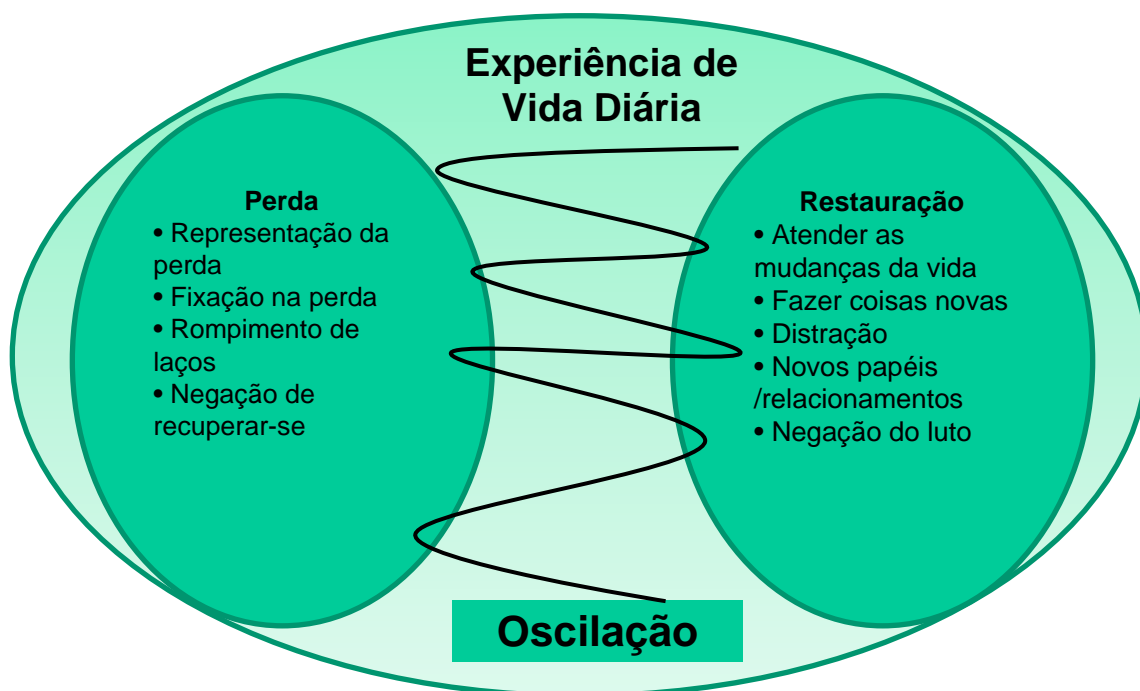 Experiência de
Vida Diária
Perda
• Representação da
perda
• Fixação na perda
• Rompimento de
laços
• Negação de
recuperar-se
Restauração
• Atender as
mudanças da vida
• Fazer coisas novas
• Distração
• Novos papéis
/relacionamentos
• Negação do luto
Oscilação